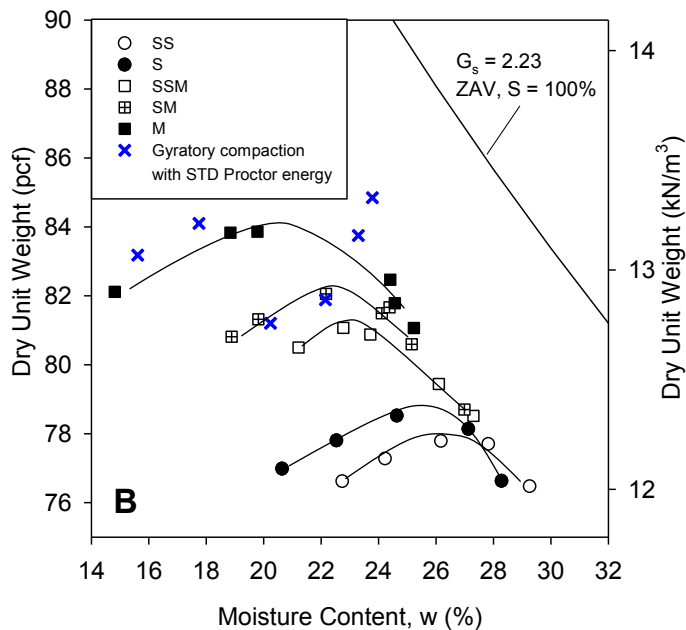 90
88
86
84
82
80
78
76
Dry Unit Weight (pcf)
SS
S
SSM
SM
M
Gyratory compaction
with STD Proctor energy
Gs = 2.23
ZAV, S = 100%
14
13
12
Dry Unit Weight (kN/m³)
B
14 16 18 20 22 24 26 28 30 32
Moisture Content, w (%)